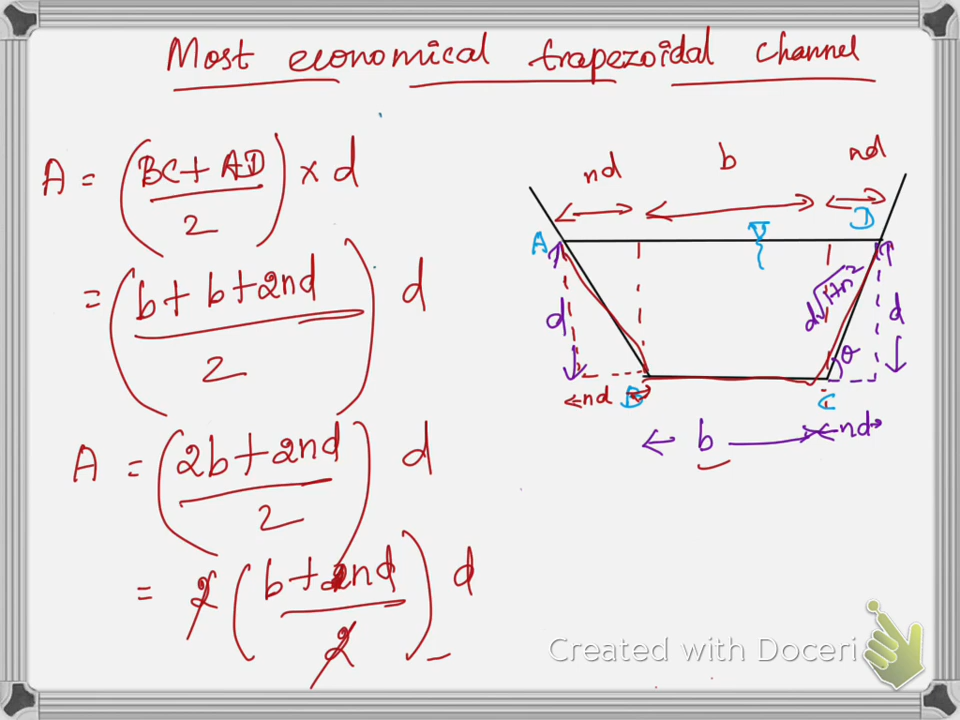 Most economical trapezoidal channel
A = (BC + AD / 2) × d
= (b + b + 2nd / 2) d
A = (2b + 2nd / 2) d
= 2 (b + nd / 2) d
nd b nd
A D
d d√1+n² d
θ
nd B C
b nd
Created with Doceri